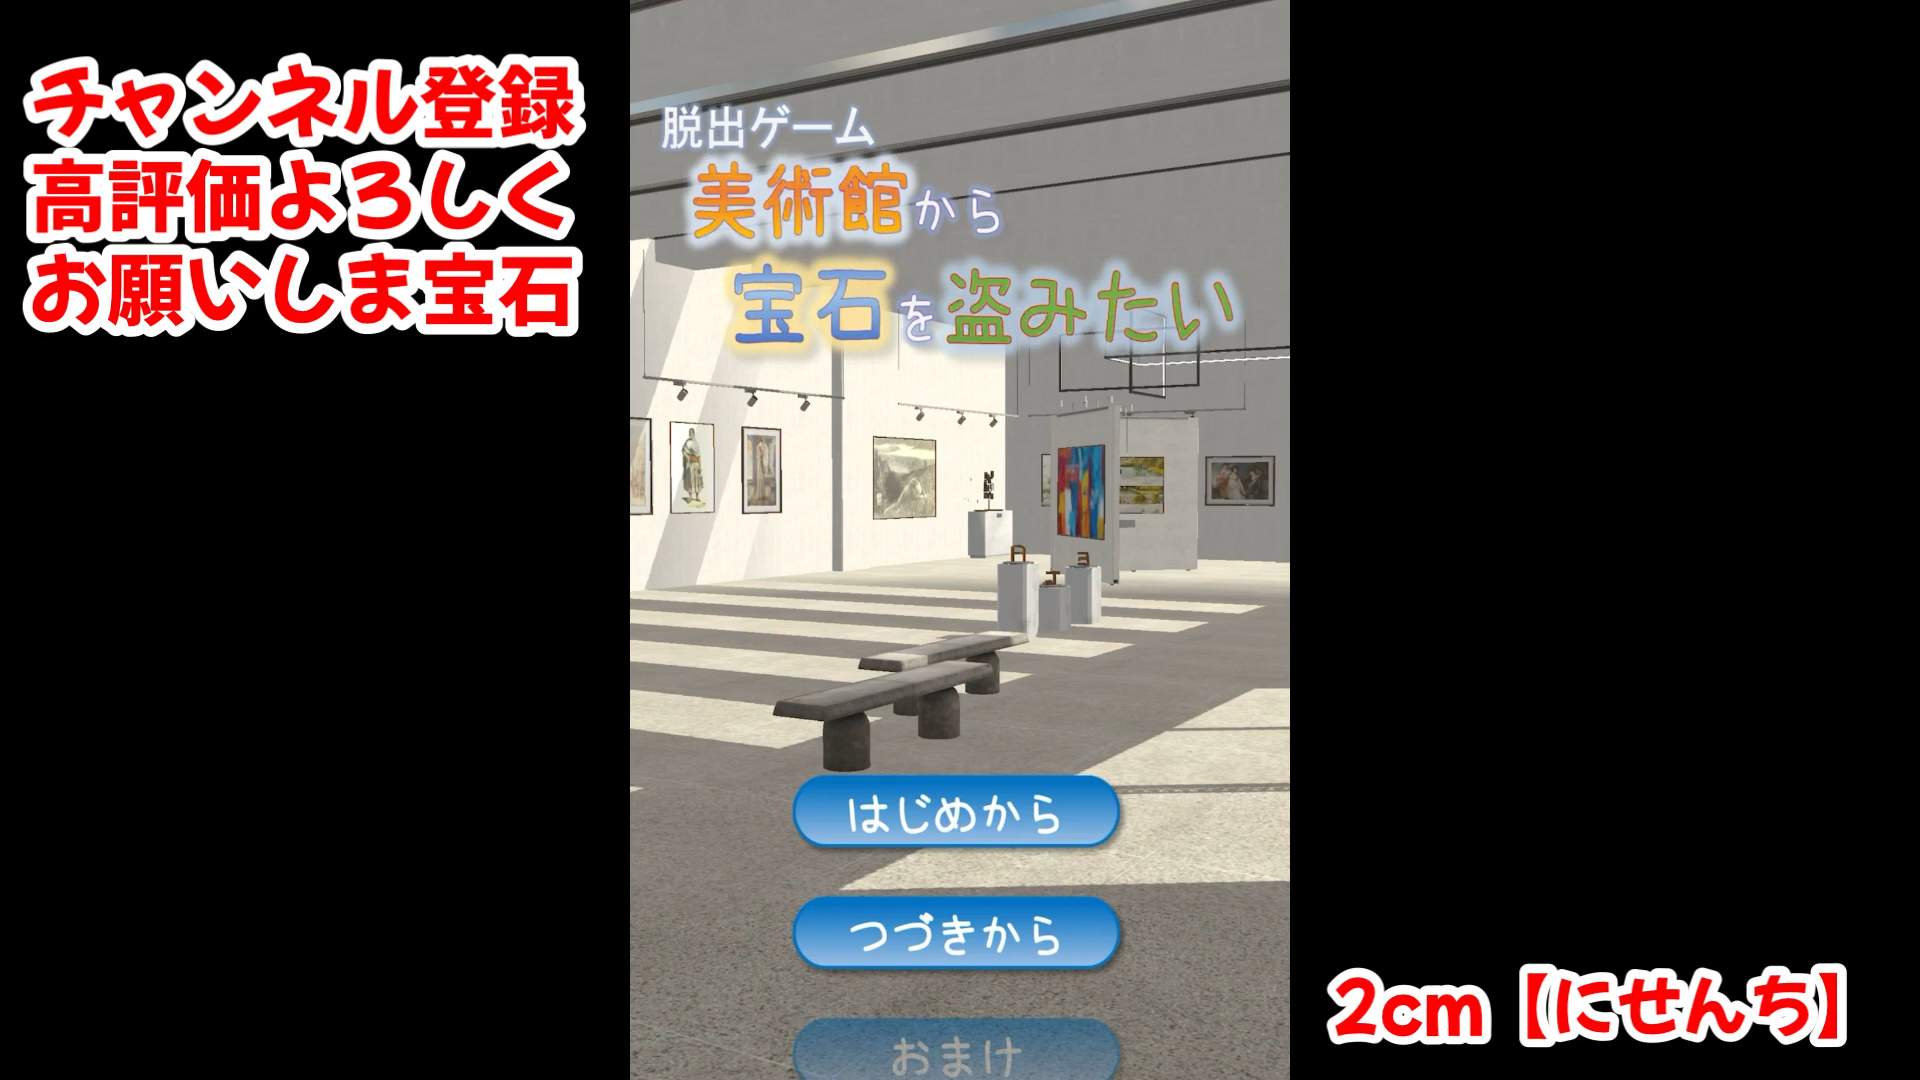 チャンネル登録
高評価よろしく
お願いしま宝石
脱出ゲーム
美術館から
宝石を盗みたい
はじめから
つづきから
おまけ
2cm【にせんち】